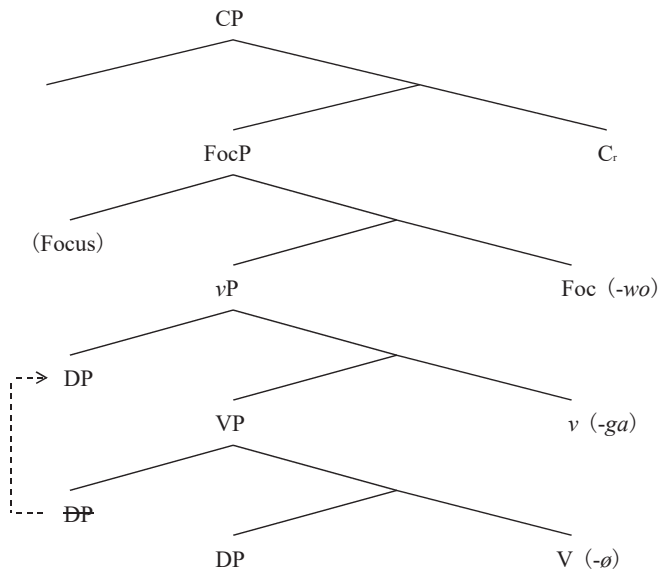 CP
FocP Cᵣ
(Focus)
vP Foc (-wo)
DP
VP v (-ga)
DP
DP V (-ø)